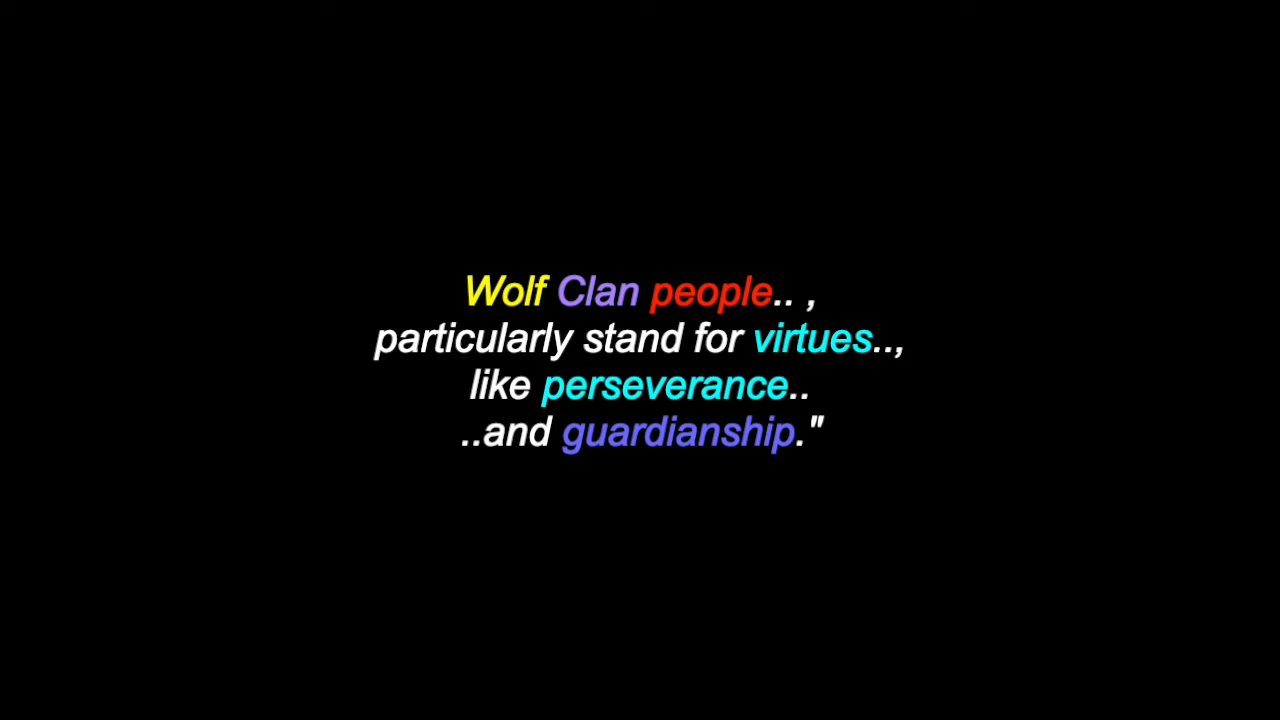 Wolf Clan people.. ,
particularly stand for virtues..,
like perseverance..
..and guardianship."